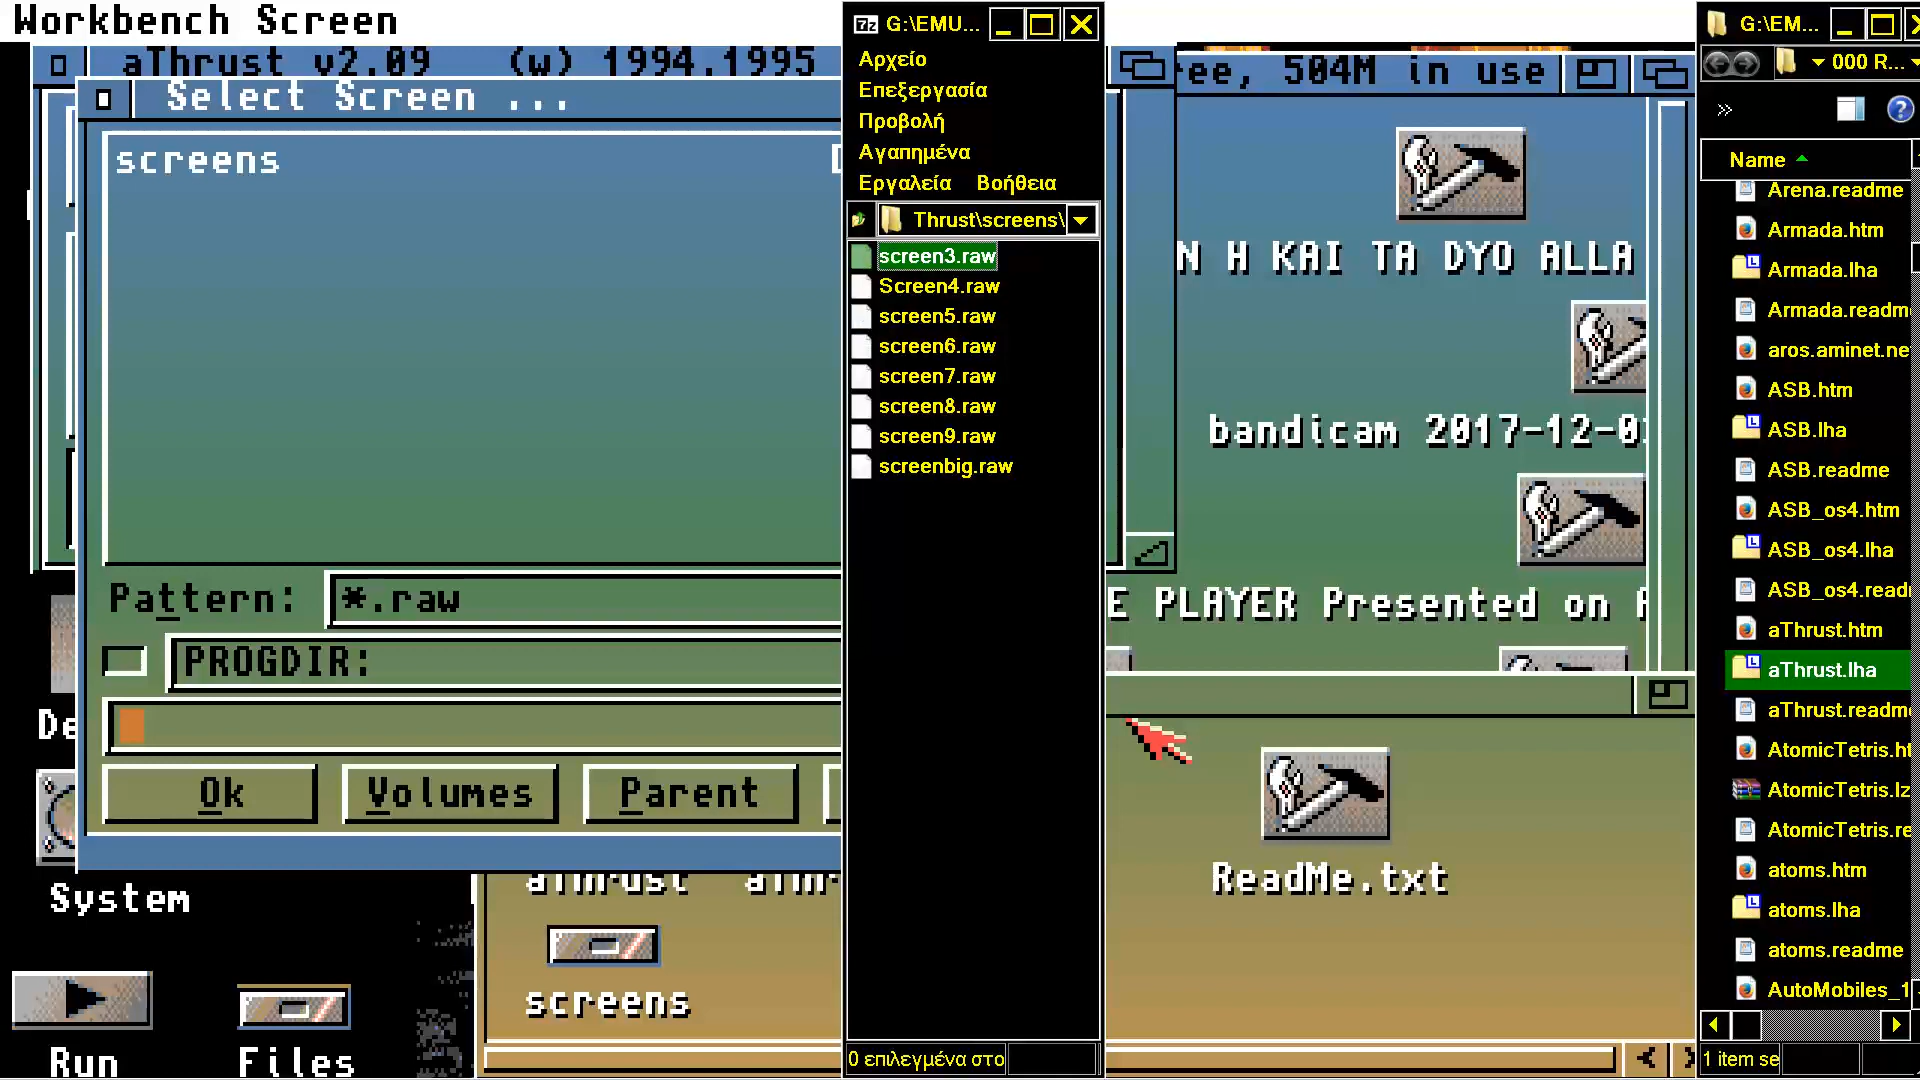 Workbench Screen
aThrust v2.09 (w) 1994.1995
Select Screen ...
screens
Pattern:
*.raw
PROGDIR:
Ok
Volumes
Parent
System
Run
Files
screens
G:\EMU...
Αρχείο
Επεξεργασία
Προβολή
Αγαπημένα
Εργαλεία Βοήθεια
Thrust\screens\
screen3.raw
Screen4.raw
screen5.raw
screen6.raw
screen7.raw
screen8.raw
screen9.raw
screenbig.raw
0 επιλεγμένα στο
ee, 504M in use
N H KAI TA DYO ALLA
bandicam 2017-12-0
E PLAYER Presented on
ReadMe.txt
G:\EM...
000 R...
Name
Arena.readme
Armada.htm
Armada.lha
Armada.readm
aros.aminet.ne
ASB.htm
ASB.lha
ASB.readme
ASB_os4.htm
ASB_os4.lha
ASB_os4.read
aThrust.htm
aThrust.lha
aThrust.readm
AtomicTetris.ht
AtomicTetris.lz
AtomicTetris.re
atoms.htm
atoms.lha
atoms.readme
AutoMobiles_1
1 item se